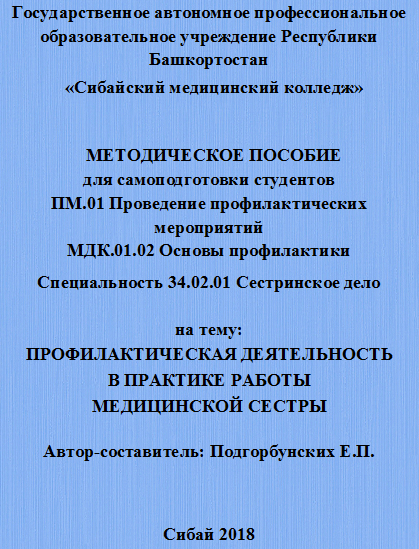 Государственное автономное профессиональное
образовательное учреждение Республики
Башкортостан
«Сибайский медицинский колледж»
МЕТОДИЧЕСКОЕ ПОСОБИЕ
для самоподготовки студентов
ПМ.01 Проведение профилактических
мероприятий
МДК.01.02 Основы профилактики
Специальность 34.02.01 Сестринское дело
на тему:
ПРОФИЛАКТИЧЕСКАЯ ДЕЯТЕЛЬНОСТЬ
В ПРАКТИКЕ РАБОТЫ
МЕДИЦИНСКОЙ СЕСТРЫ
Автор-составитель: Подгорбунских Е.П.
Сибай 2018